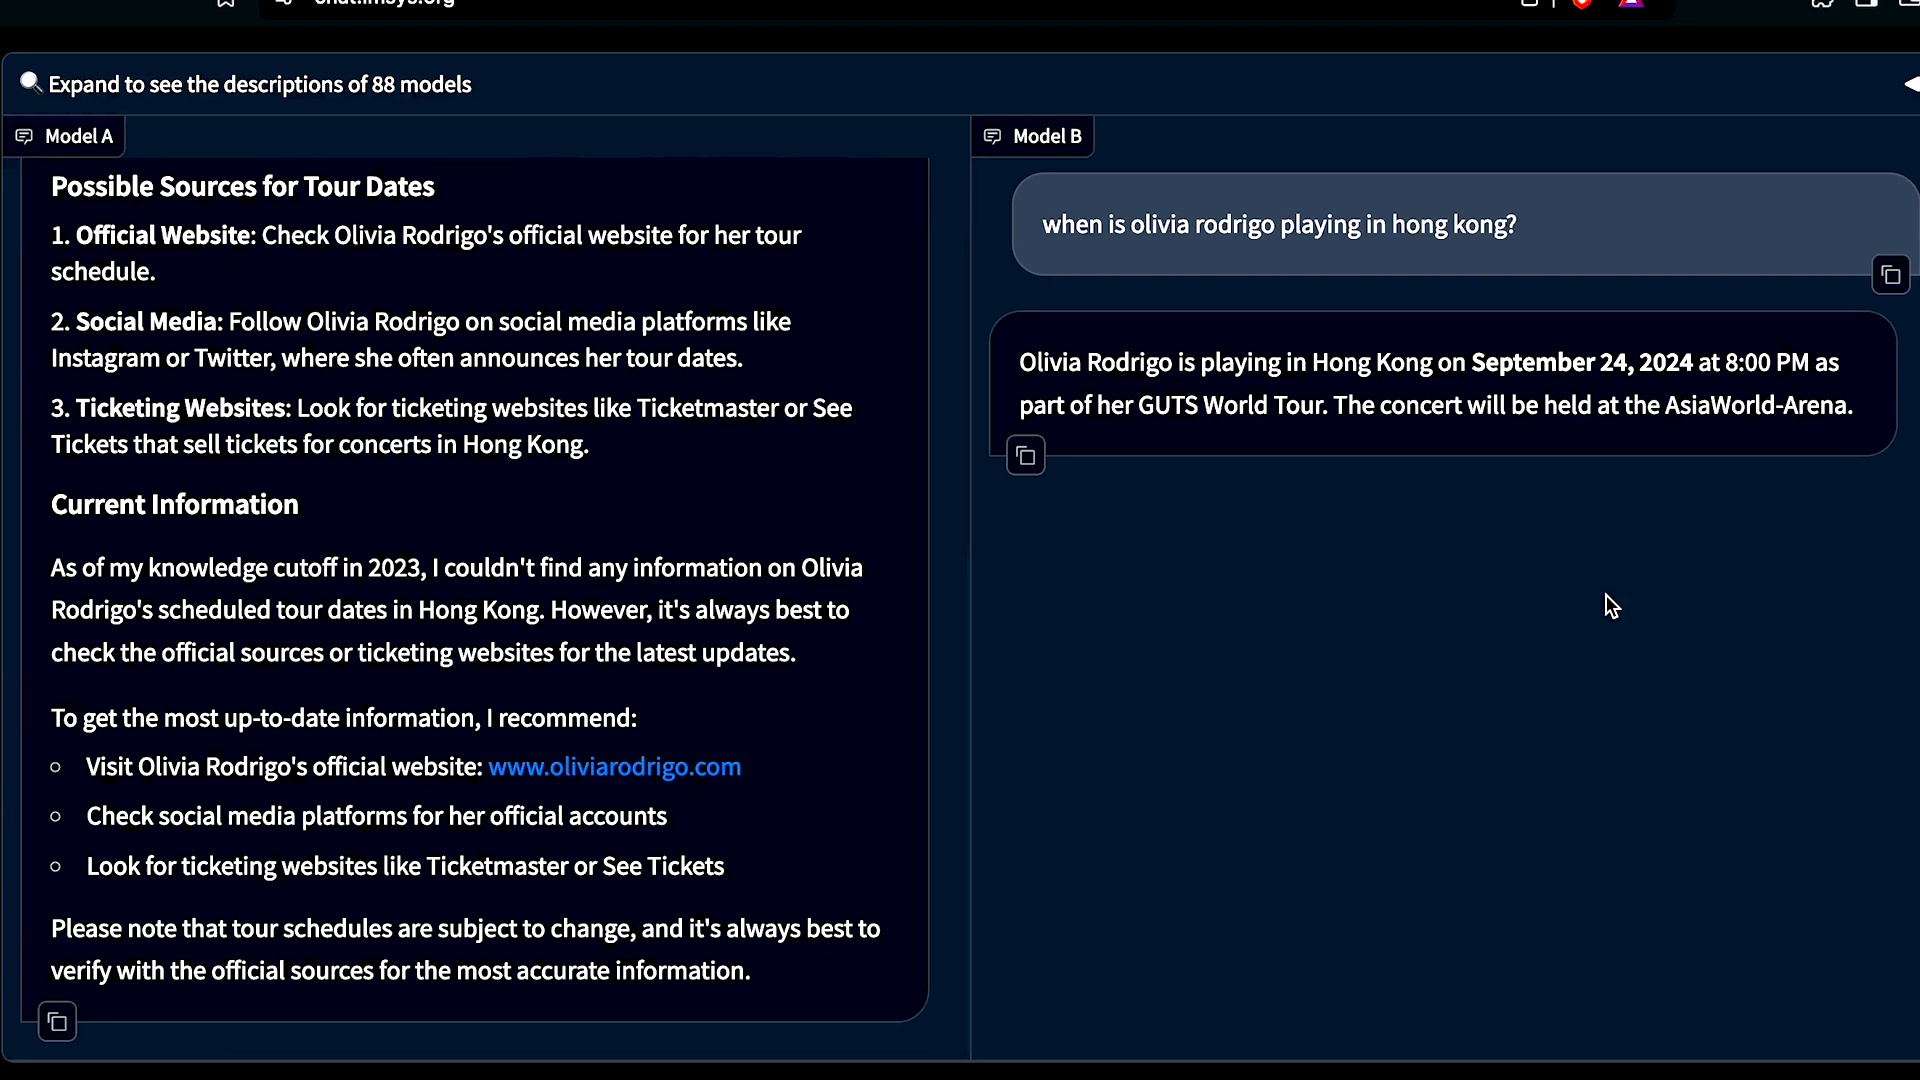 chat.lmsys.org
Expand to see the descriptions of 88 models
Model A
Possible Sources for Tour Dates
1. Official Website: Check Olivia Rodrigo's official website for her tour
schedule.
2. Social Media: Follow Olivia Rodrigo on social media platforms like
Instagram or Twitter, where she often announces her tour dates.
3. Ticketing Websites: Look for ticketing websites like Ticketmaster or See
Tickets that sell tickets for concerts in Hong Kong.
Current Information
As of my knowledge cutoff in 2023, I couldn't find any information on Olivia
Rodrigo's scheduled tour dates in Hong Kong. However, it's always best to
check the official sources or ticketing websites for the latest updates.
To get the most up-to-date information, I recommend:
Visit Olivia Rodrigo's official website: www.oliviarodrigo.com
Check social media platforms for her official accounts
Look for ticketing websites like Ticketmaster or See Tickets
Please note that tour schedules are subject to change, and it's always best to
verify with the official sources for the most accurate information.
Model B
when is olivia rodrigo playing in hong kong?
Olivia Rodrigo is playing in Hong Kong on September 24, 2024 at 8:00 PM as
part of her GUTS World Tour. The concert will be held at the AsiaWorld-Arena.